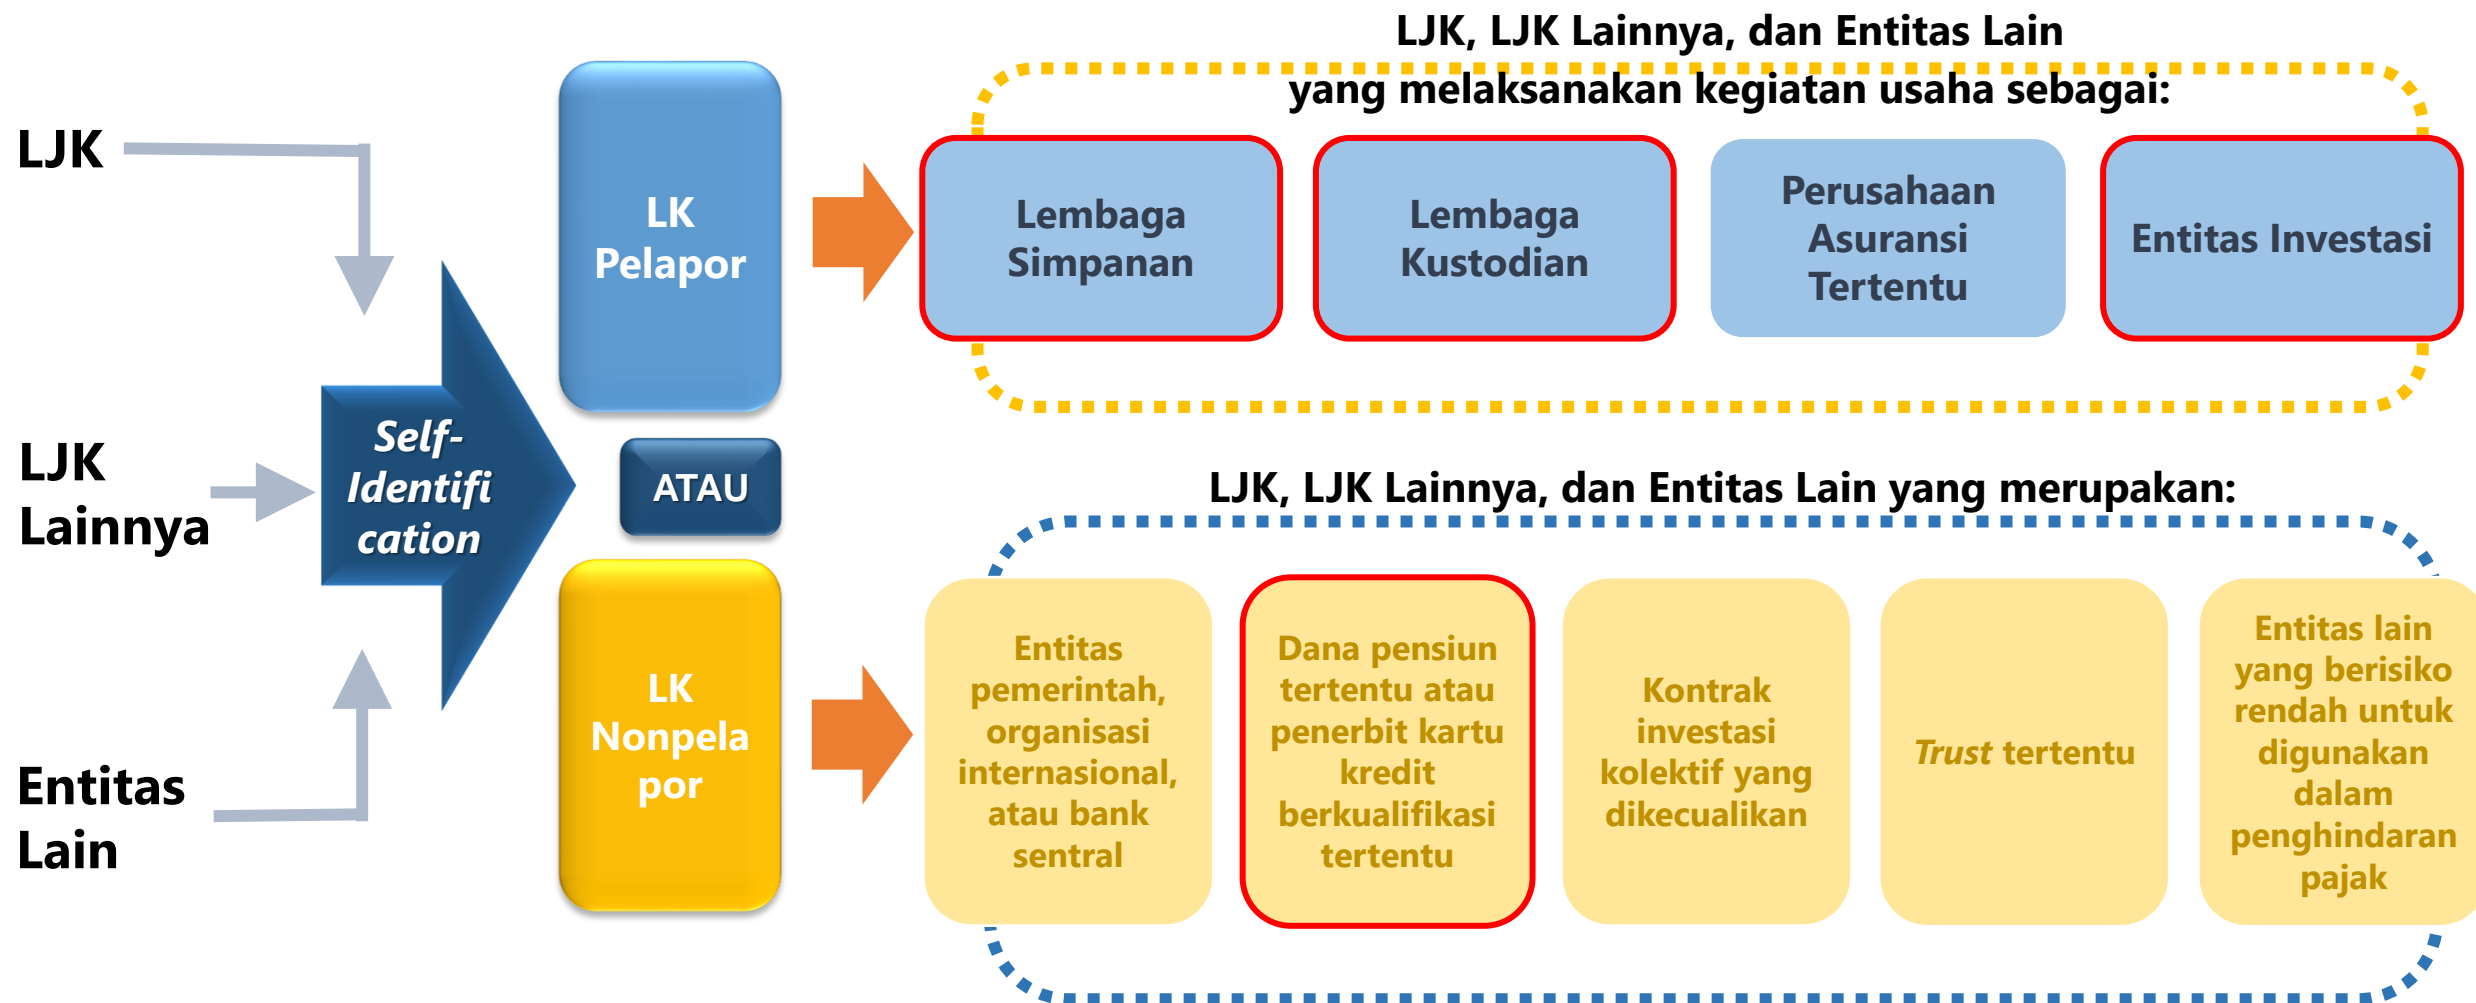 LJK
LJK
Lainnya
Entitas
Lain
Self-
Identifi
cation
LK
Pelapor
ATAU
LK
Nonpela
por
LJK, LJK Lainnya, dan Entitas Lain
yang melaksanakan kegiatan usaha sebagai:
Lembaga
Simpanan
Lembaga
Kustodian
Perusahaan
Asuransi
Tertentu
Entitas Investasi
LJK, LJK Lainnya, dan Entitas Lain yang merupakan:
Entitas
pemerintah,
organisasi
internasional,
atau bank
sentral
Dana pensiun
tertentu atau
penerbit kartu
kredit
berkualifikasi
tertentu
Kontrak
investasi
kolektif yang
dikecualikan
Trust tertentu
Entitas lain
yang berisiko
rendah untuk
digunakan
dalam
penghindaran
pajak